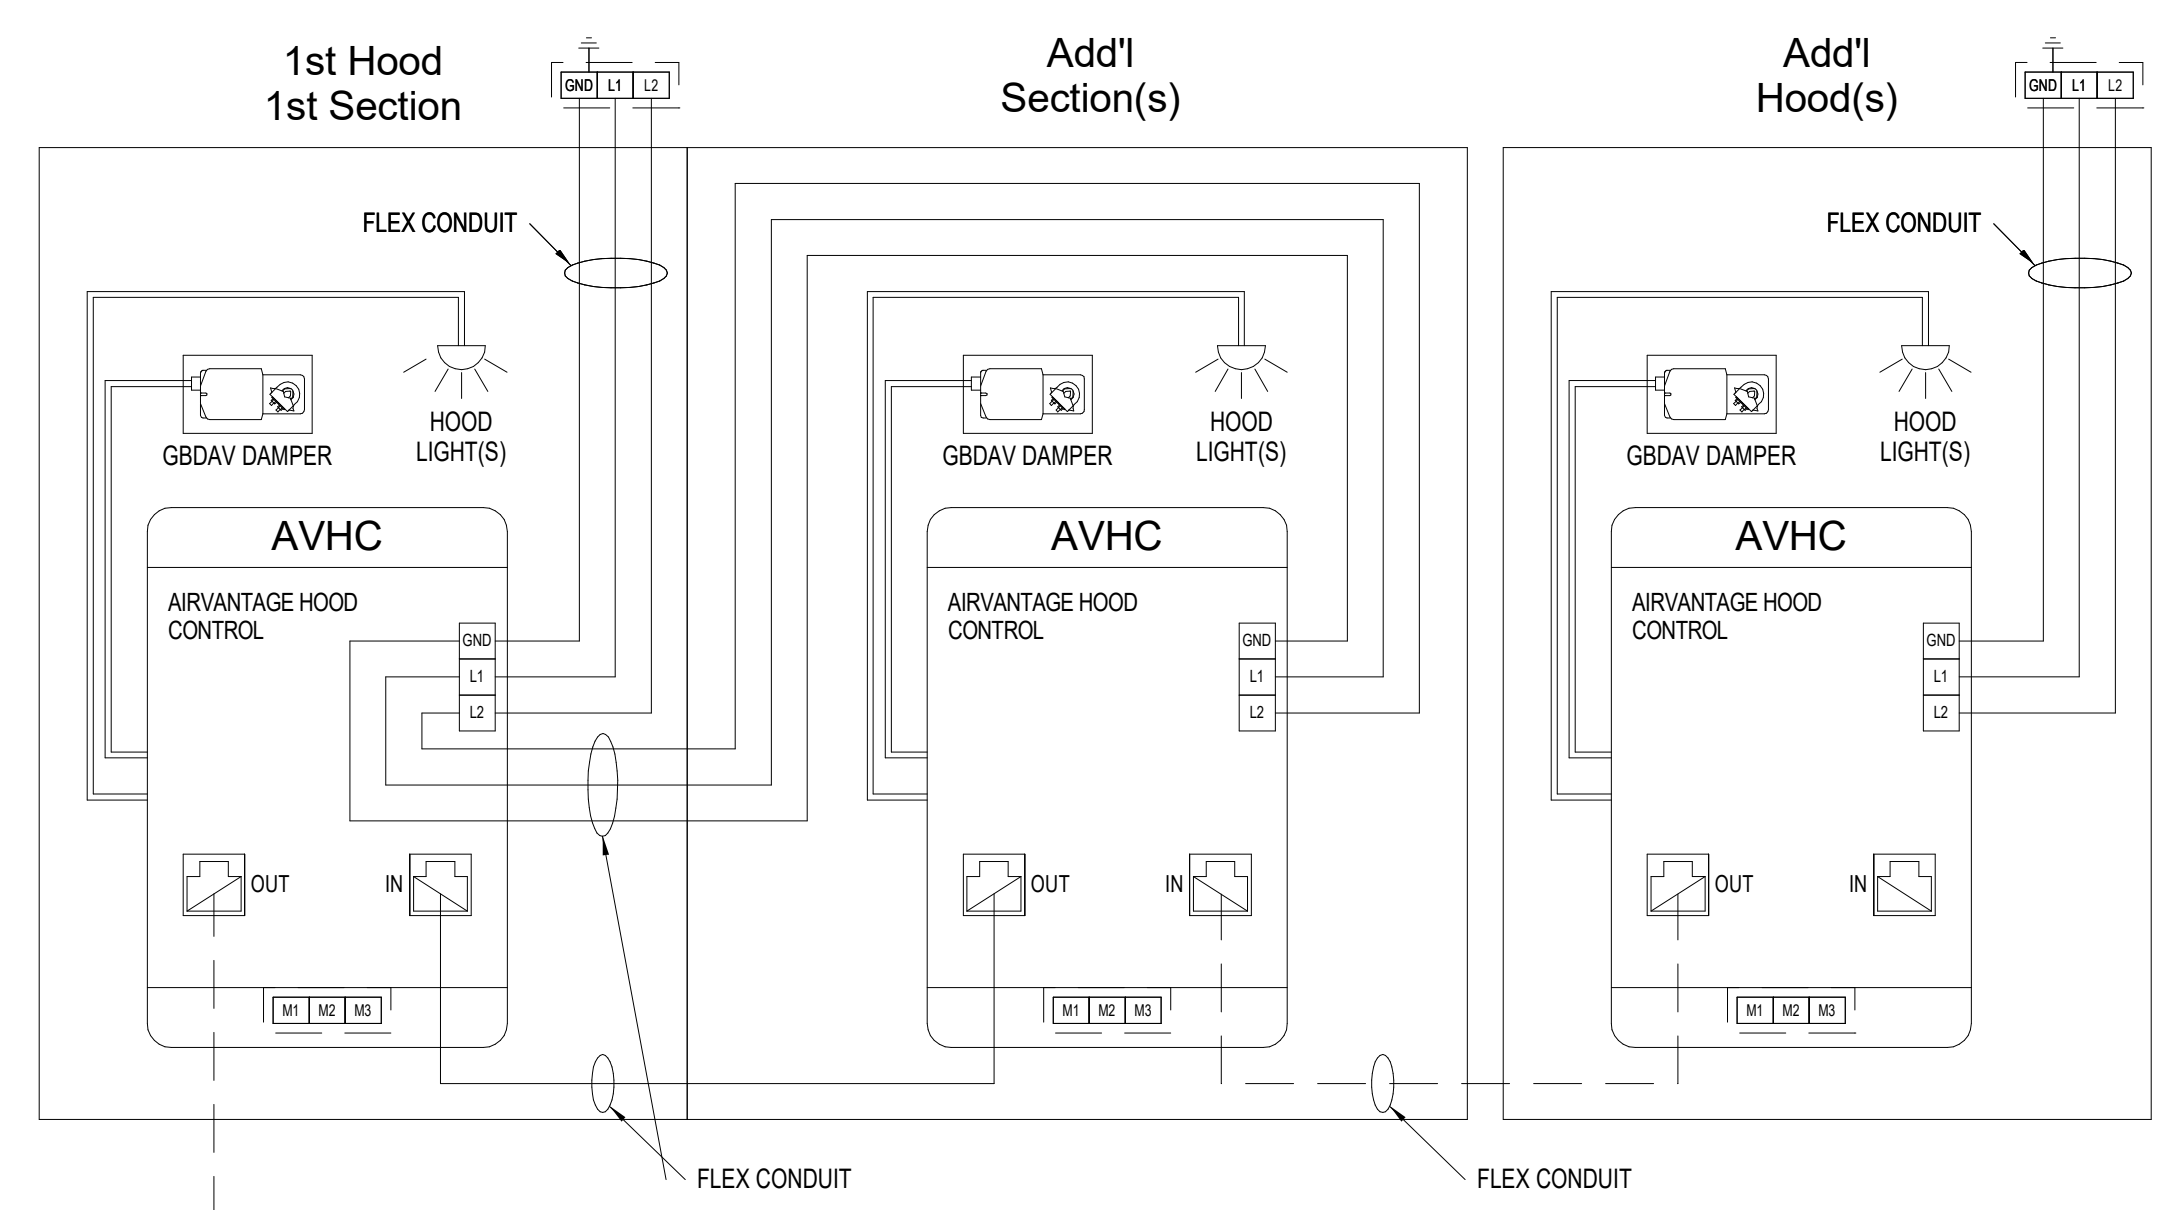 1st Hood
1st Section
GND L1 L2
Add'l
Section(s)
Add'l
Hood(s)
GND L1 L2
FLEX CONDUIT
FLEX CONDUIT
GBDAV DAMPER
HOOD
LIGHT(S)
GBDAV DAMPER
HOOD
LIGHT(S)
GBDAV DAMPER
HOOD
LIGHT(S)
AVHC
AIRVANTAGE HOOD
CONTROL
GND
L1
L2
OUT
IN
M1 M2 M3
AVHC
AIRVANTAGE HOOD
CONTROL
GND
L1
L2
OUT
IN
M1 M2 M3
AVHC
AIRVANTAGE HOOD
CONTROL
GND
L1
L2
OUT
IN
M1 M2 M3
FLEX CONDUIT
FLEX CONDUIT